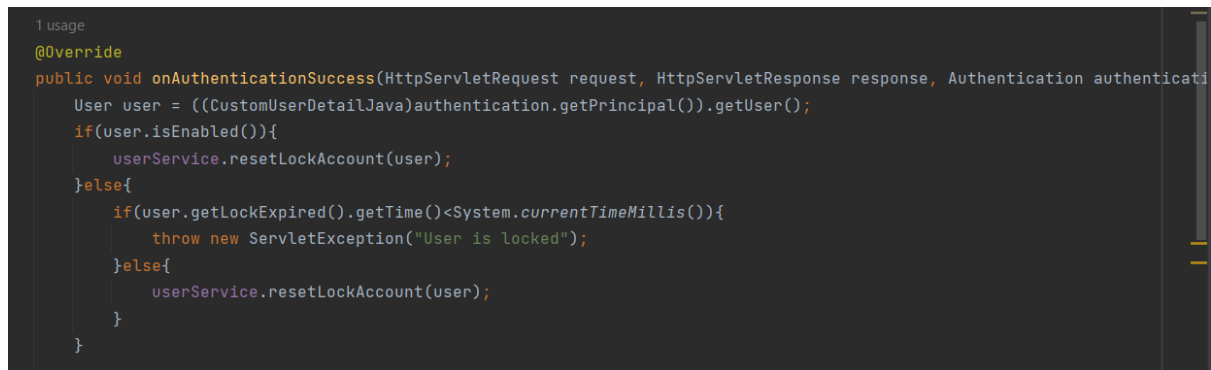 1 usage
@Override
public void onAuthenticationSuccess(HttpServletRequest request, HttpServletResponse response, Authentication authenticati
User user = ((CustomUserDetailJava)authentication.getPrincipal()).getUser();
if(user.isEnabled()){
userService.resetLockAccount(user);
}else{
if(user.getLockExpired().getTime()<System.currentTimeMillis()){
throw new ServletException("User is locked");
}else{
userService.resetLockAccount(user);
}
}